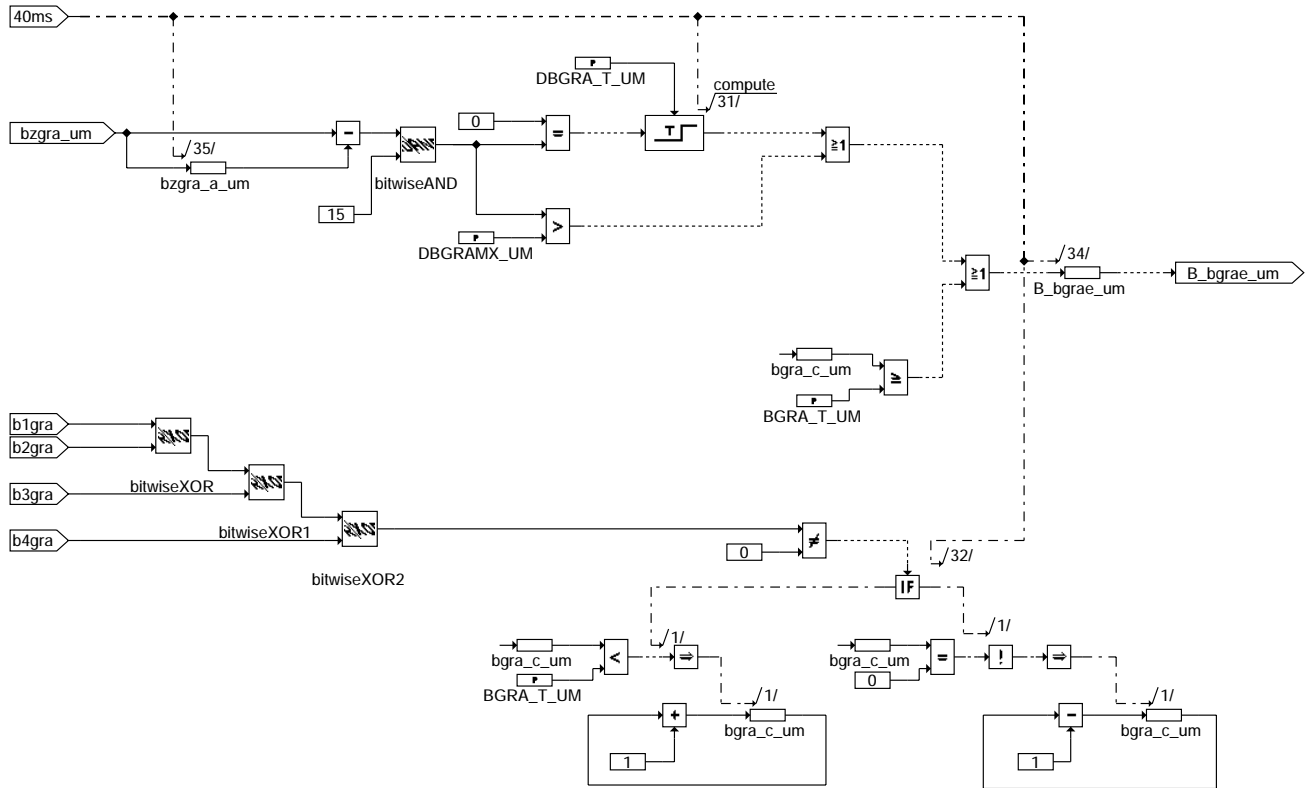 40ms
DBGRA_T_UM
compute
31/
bzgra_um
35/
bzgra_a_um
-
0
=
T
≥1
15
bitwiseAND
>
P
DBGRAMX_UM
P
≥1
34/
B_bgrae_um
B_bgrae_um
bgra_c_um
≥
P
BGRA_T_UM
b1gra
b2gra
b3gra
bitwiseXOR
b4gra
bitwiseXOR1
bitwiseXOR2
0
≠
32/
IF
1/
1/
bgra_c_um
<
⇒
P
BGRA_T_UM
bgra_c_um
=
!
⇒
0
1/
+
bgra_c_um
1
1/
-
bgra_c_um
1